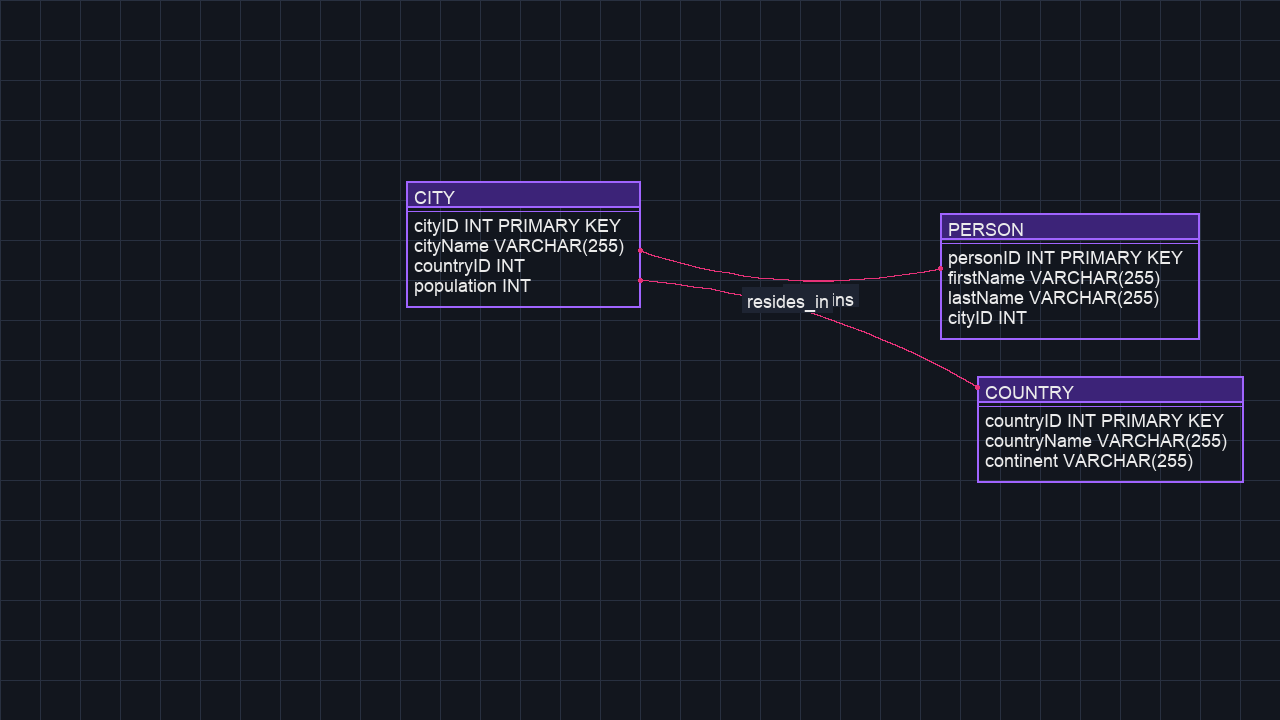 CITY
cityID INT PRIMARY KEY
cityName VARCHAR(255)
countryID INT
population INT
PERSON
personID INT PRIMARY KEY
firstName VARCHAR(255)
lastName VARCHAR(255)
cityID INT
resides_in
COUNTRY
countryID INT PRIMARY KEY
countryName VARCHAR(255)
continent VARCHAR(255)